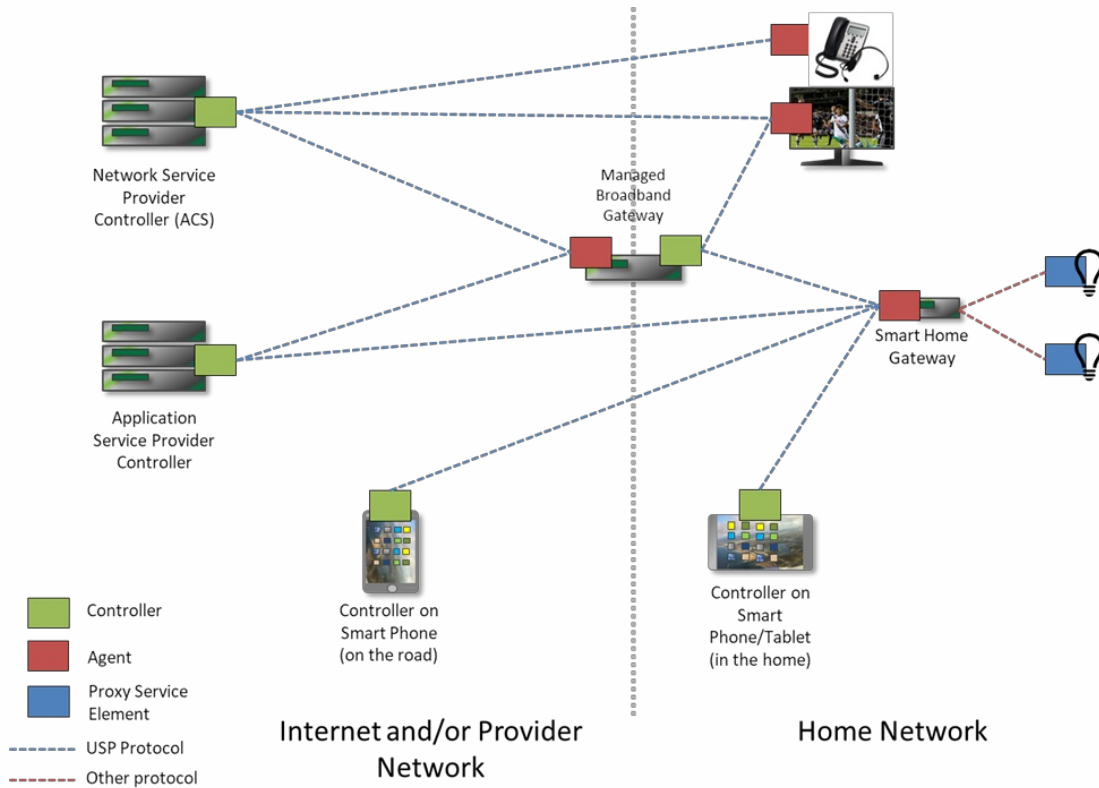 Network Service
Provider
Controller (ACS)
Managed
Broadband
Gateway
Smart Home
Gateway
Application
Service Provider
Controller
Controller on
Smart Phone
(on the road)
Controller on
Smart
Phone/Tablet
(in the home)
Controller
Agent
Proxy Service
Element
USP Protocol
Other protocol
Internet and/or Provider
Network
Home Network